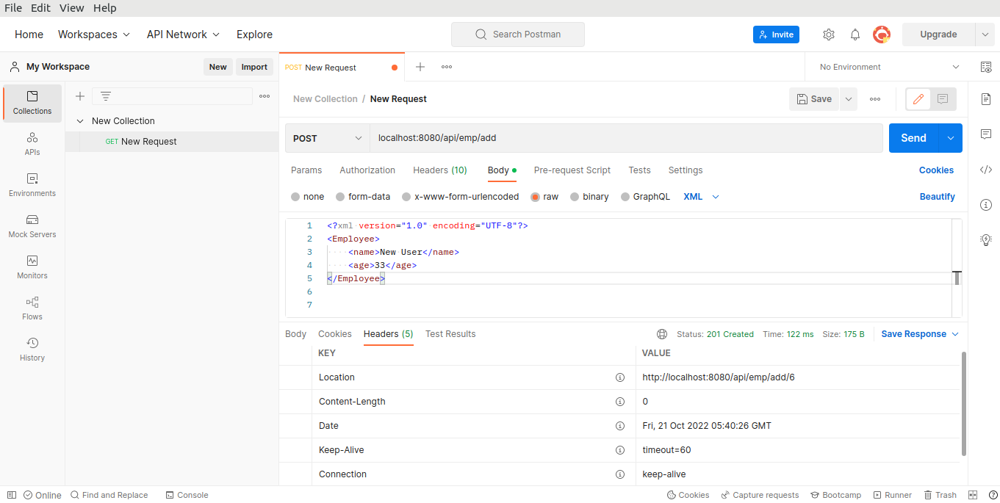 File Edit View Help
Home Workspaces API Network Explore Search Postman Invite Upgrade
My Workspace New Import POST New Request No Environment
Collections
New Collection / New Request Save
New Collection
GET New Request
POST localhost:8080/api/emp/add Send
APIs
Params Authorization Headers (10) Body Pre-request Script Tests Settings Cookies
Environments
none form-data x-www-form-urlencoded raw binary GraphQL XML Beautify
Mock Servers
1 <?xml version="1.0" encoding="UTF-8"?>
2 <Employee>
3 <name>New User</name>
4 <age>33</age>
5 </Employee>
6
7
Monitors
Flows
History
Body Cookies Headers (5) Test Results Status: 201 Created Time: 122 ms Size: 175 B Save Response
KEY VALUE
Location http://localhost:8080/api/emp/add/6
Content-Length 0
Date Fri, 21 Oct 2022 05:40:26 GMT
Keep-Alive timeout=60
Connection keep-alive
Online Find and Replace Console Cookies Capture requests Bootcamp Runner Trash